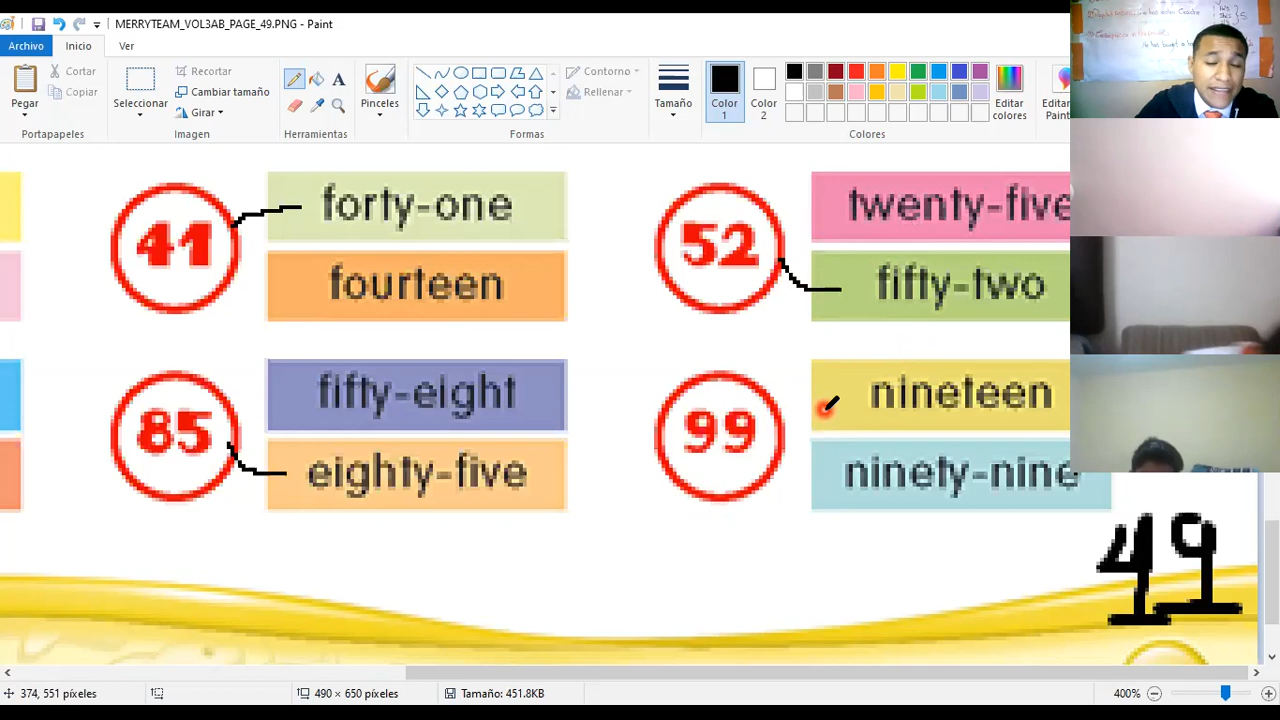 MERRYTEAM_VOL3AB_PAGE_49.PNG - Paint
Archivo Inicio Ver
Pegar Cortar Copiar
Portapapeles
Seleccionar Recortar Cambiar tamaño Girar
Imagen
Herramientas
Pinceles
Contorno Rellenar
Formas
Tamaño
Color 1
Color 2
Editar colores
Colores
41 forty-one
fourteen
52 twenty-five
fifty-two
85 fifty-eight
eighty-five
99 nineteen
ninety-nine
49
374, 551 píxeles
490 × 650 píxeles
Tamaño: 451.8KB
400%